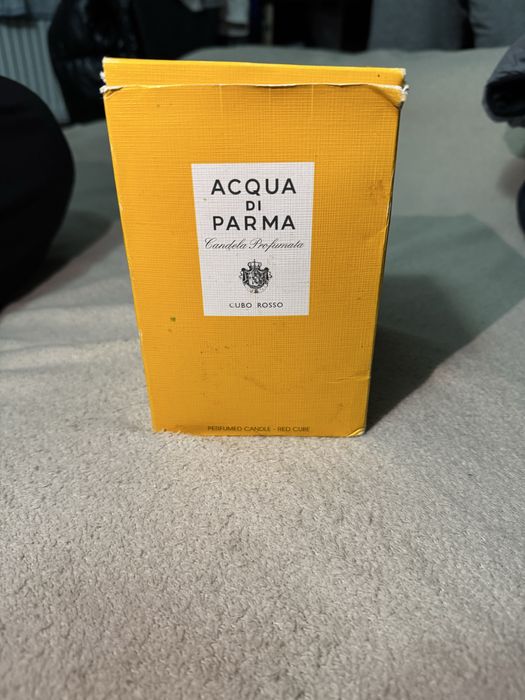 ACQUA
DI
PARMA
Candela Profumata
CUBO ROSSO
PERFUMED CANDLE - RED CUBE